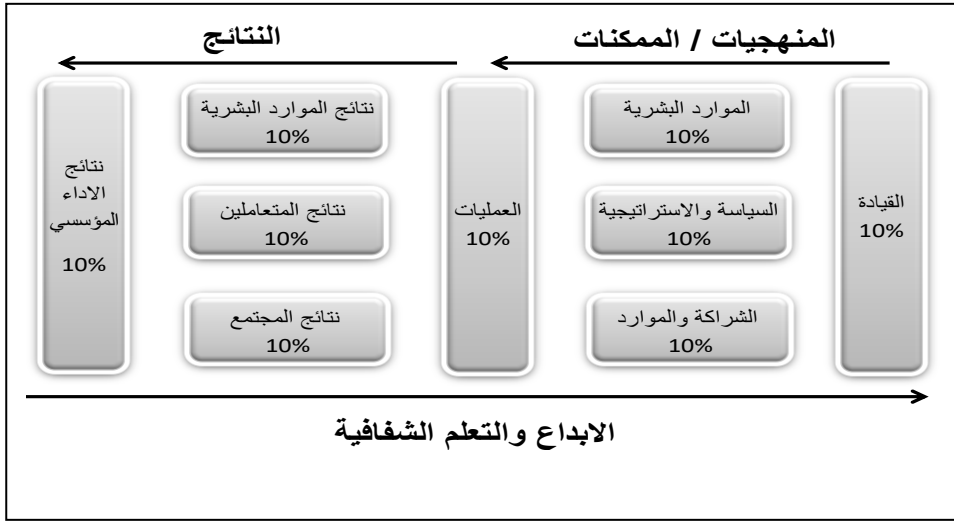 المنهجيات / الممكنات
النتائج
القيادة
10%
الموارد البشرية
10%
السياسة والاستراتيجية
10%
الشراكة والموارد
10%
العمليات
10%
نتائج الموارد البشرية
10%
نتائج المتعاملين
10%
نتائج المجتمع
10%
نتائج
الاداء
المؤسسي
10%
الابداع والتعلم الشفافية